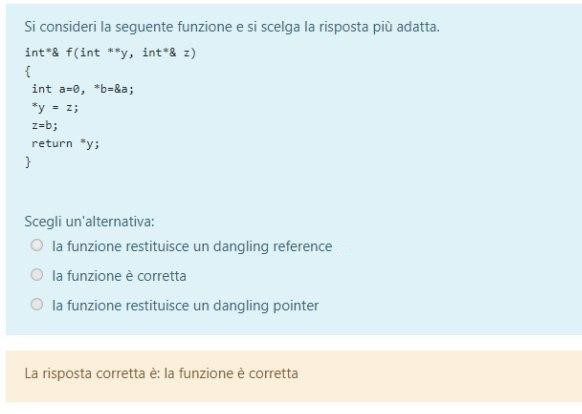 Si consideri la seguente funzione e si scelga la risposta più adatta.
int*& f(int **y, int*& z)
{
int a=0, *b=&a;
*y = z;
z=b;
return *y;
}
Scegli un'alternativa:
la funzione restituisce un dangling reference
la funzione è corretta
la funzione restituisce un dangling pointer
La risposta corretta è: la funzione è corretta